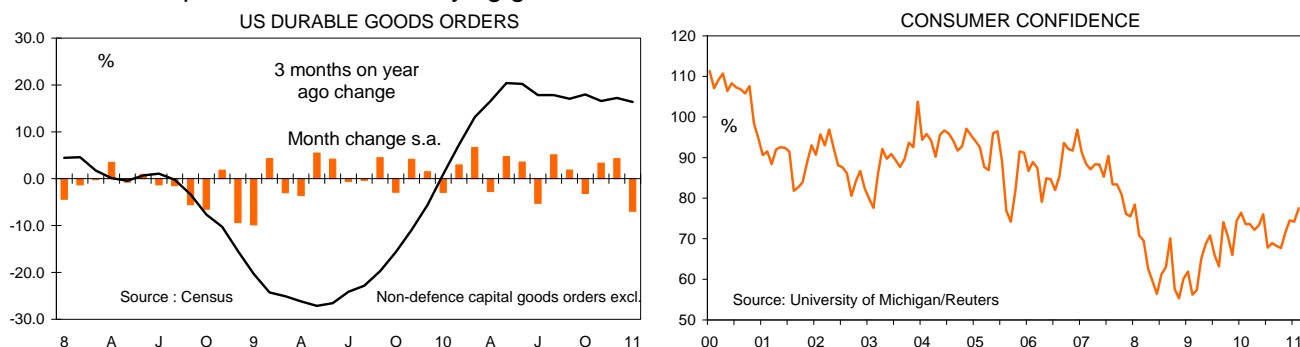 US DURABLE GOODS ORDERS
30.0
20.0
10.0
0.0
-10.0
-20.0
-30.0
%
3 months on year
ago change
Month change s.a.
Source : Census
Non-defence capital goods orders excl.
8 A J O 9 A J O 10 A J O 11
CONSUMER CONFIDENCE
120
110
100
90
80
70
60
50
%
Source: University of Michigan/Reuters
00 01 02 03 04 05 06 07 8 9 10 11